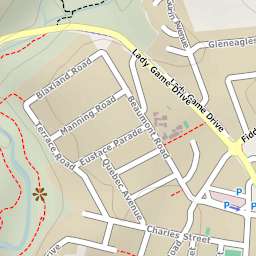 Gleneagles
Lady Game Drive
Lady Game Drive
Blaxland Road
Manning Road
Beaumont Road
Terrace Road
Eustace Parade
Quebec Avenue
Charles Street
Road
P
P